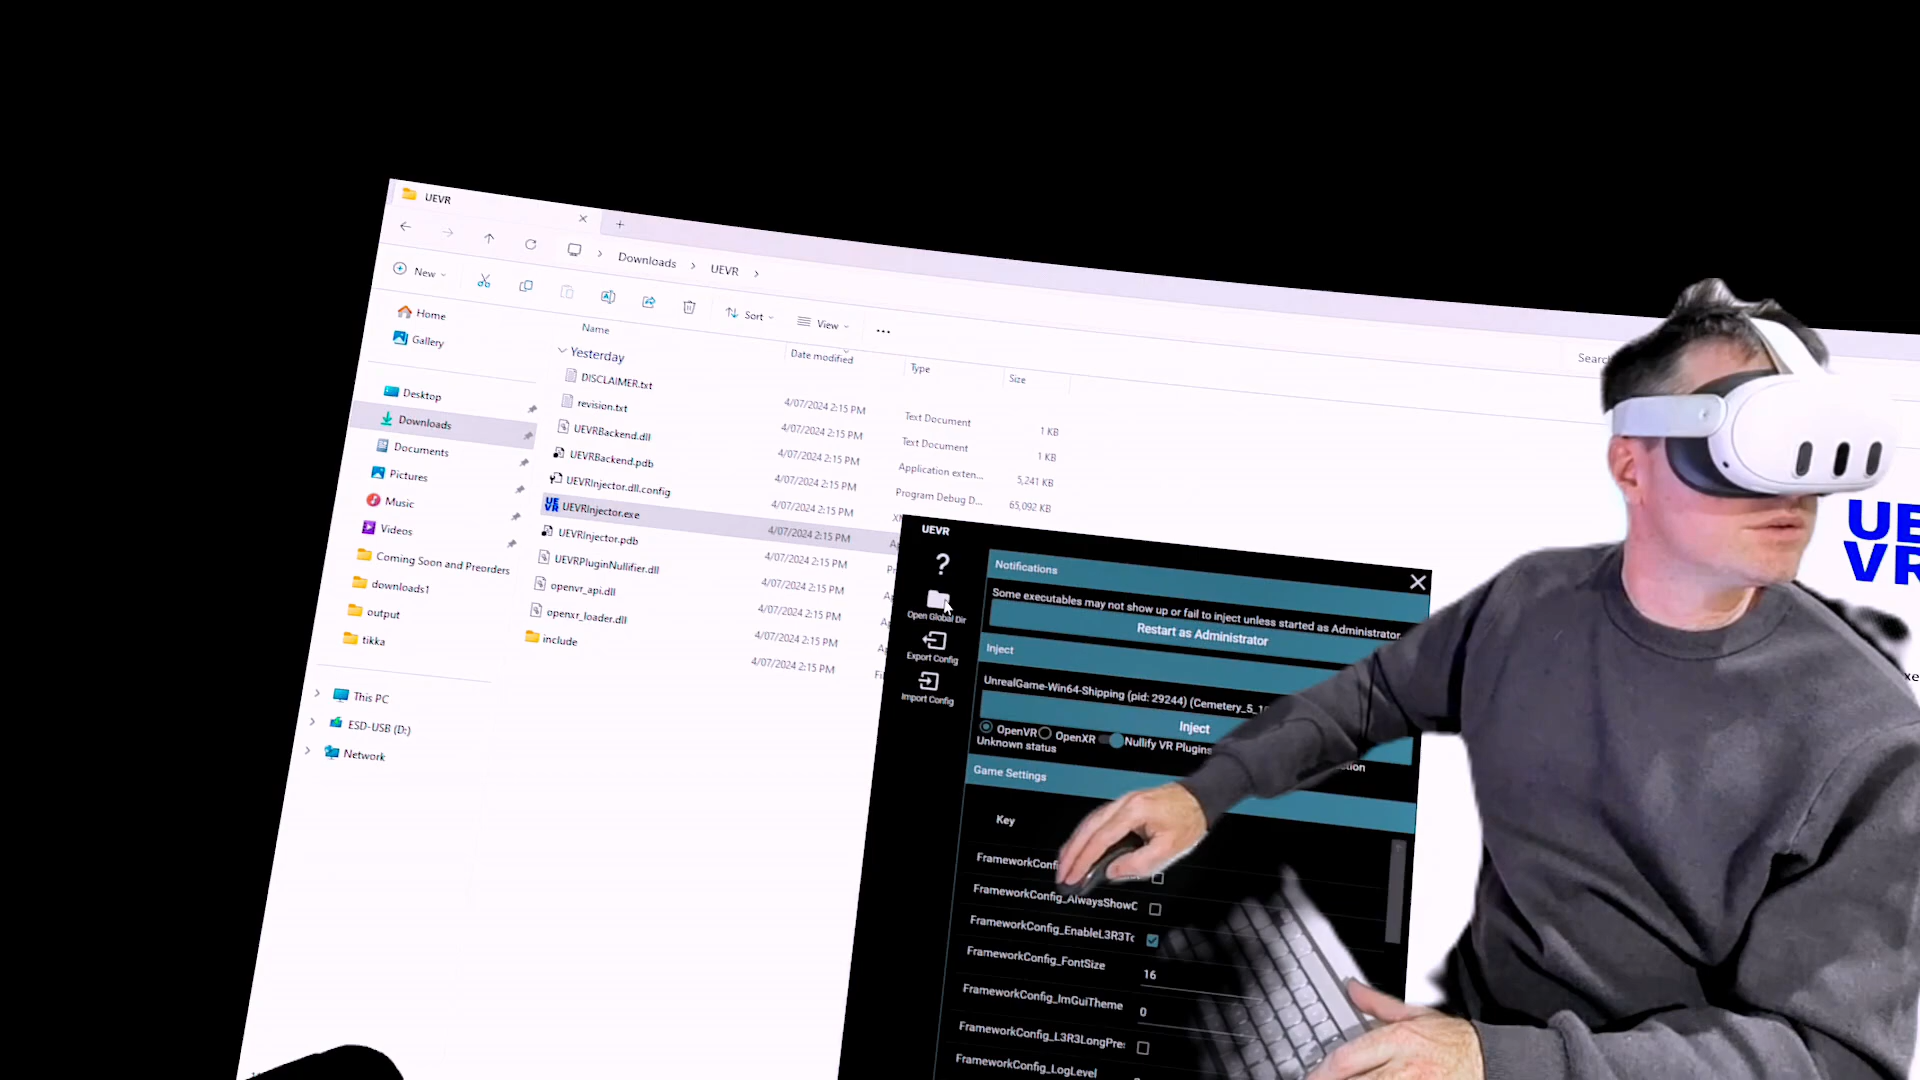 UEVR
Downloads
UEVR
New
Sort
View
Home
Gallery
Desktop
Downloads
Documents
Pictures
Music
Videos
Coming Soon and Preorders
downloads1
output
tikka
This PC
ESD-USB (D:)
Network
Name
Date modified
Type
Size
Yesterday
DISCLAIMER.txt
4/07/2024 2:15 PM
Text Document
1 KB
revision.txt
4/07/2024 2:15 PM
Text Document
1 KB
UEVRBackend.dll
4/07/2024 2:15 PM
Application exten...
5,241 KB
UEVRBackend.pdb
4/07/2024 2:15 PM
Program Debug D...
65,092 KB
UEVRInjector.dll.config
4/07/2024 2:15 PM
UEVRInjector.exe
4/07/2024 2:15 PM
UEVRInjector.pdb
4/07/2024 2:15 PM
UEVRPluginNullifier.dll
4/07/2024 2:15 PM
openvr_api.dll
4/07/2024 2:15 PM
openxr_loader.dll
4/07/2024 2:15 PM
include
4/07/2024 2:15 PM
Search
UE
VR
UEVR
Open Global Dir
Export Config
Import Config
Notifications
Some executables may not show up or fail to inject unless started as Administrator.
Restart as Administrator
Inject
UnrealGame-Win64-Shipping (pid: 29244) (Cemetery_5_
Inject
OpenVR
OpenXR
Nullify VR Plugins
Unknown status
Game Settings
Key
FrameworkConfi
FrameworkConfig_AlwaysShowC
FrameworkConfig_EnableL3R3Tc
FrameworkConfig_FontSize
16
FrameworkConfig_ImGuiTheme
0
FrameworkConfig_L3R3LongPre
FrameworkConfig_LogLevel